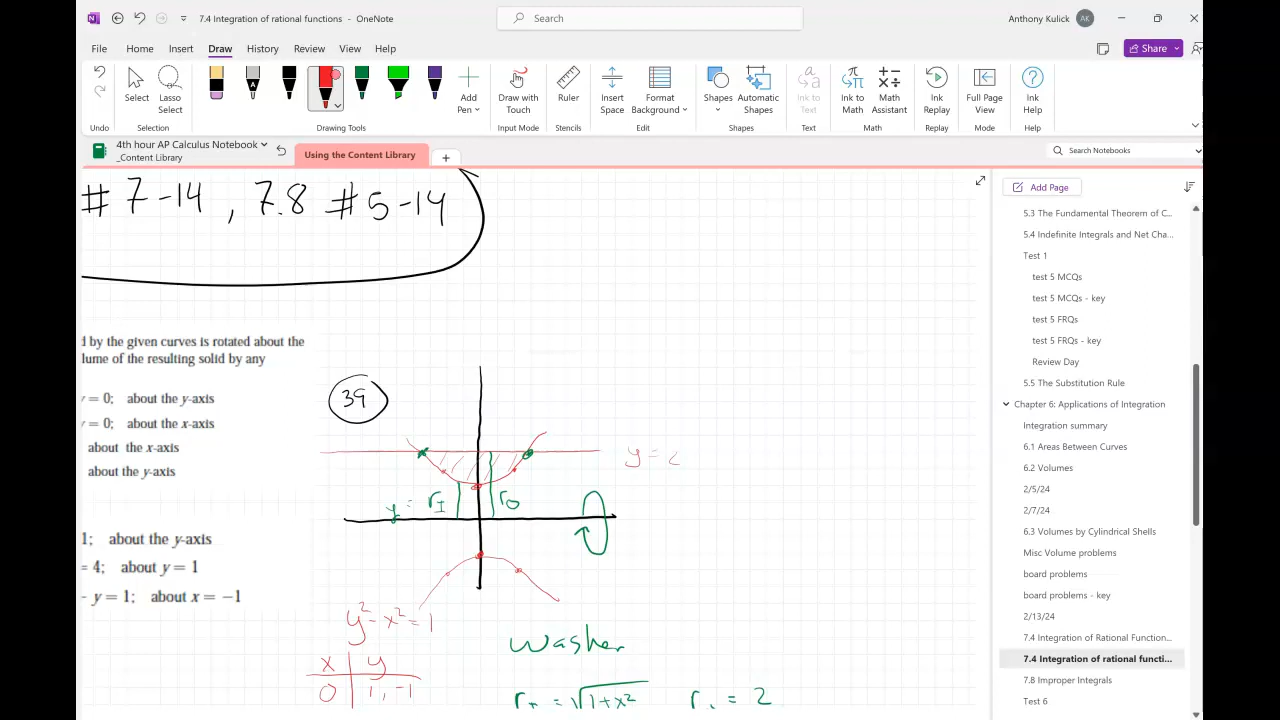 7.4 Integration of rational functions - OneNote
Search
Anthony Kulick
AK
File Home Insert Draw History Review View Help
Share
Select
Lasso Select
Add Pen
Draw with Touch
Ruler
Insert Space
Format Background
Shapes
Automatic Shapes
Ink to Text
Ink to Math
Math Assistant
Ink Replay
Full Page View
Ink Help
Undo Selection Drawing Tools Input Mode Stencils Edit Shapes Text Math Replay Mode Help
4th hour AP Calculus Notebook
_Content Library
Using the Content Library
Search Notebooks
Add Page
5.3 The Fundamental Theorem of C...
5.4 Indefinite Integrals and Net Cha...
Test 1
test 5 MCQs
test 5 MCQs - key
test 5 FRQs
test 5 FRQs - key
Review Day
5.5 The Substitution Rule
Chapter 6: Applications of Integration
Integration summary
6.1 Areas Between Curves
6.2 Volumes
2/5/24
2/7/24
6.3 Volumes by Cylindrical Shells
Misc Volume problems
board problems
board problems - key
2/13/24
7.4 Integration of Rational Function...
7.4 Integration of rational functi...
7.8 Improper Integrals
Test 6
# 7-14 , 7.8 # 5-14
d by the given curves is rotated about the
lume of the resulting solid by any
y = 0; about the y-axis
y = 0; about the x-axis
about the x-axis
about the y-axis
1; about the y-axis
= 4; about y = 1
- y = 1; about x = -1
39
y = 2
y = r_I
r_O
y² - x² = 1
x y
0 1, -1
washer
r_I = √1+x²
r_o = 2